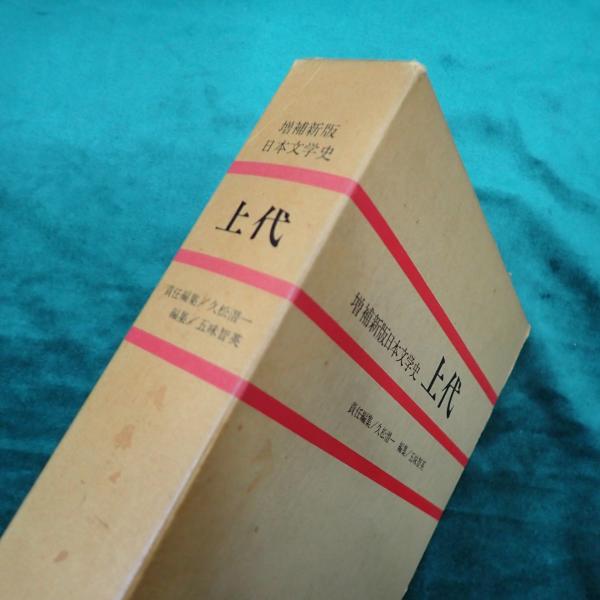 増補新版
日本文学史
上代
責任編集/久松潜一
編集/五味智英
増補新版日本文学史 上代
責任編集/久松潜一 編集/五味智英